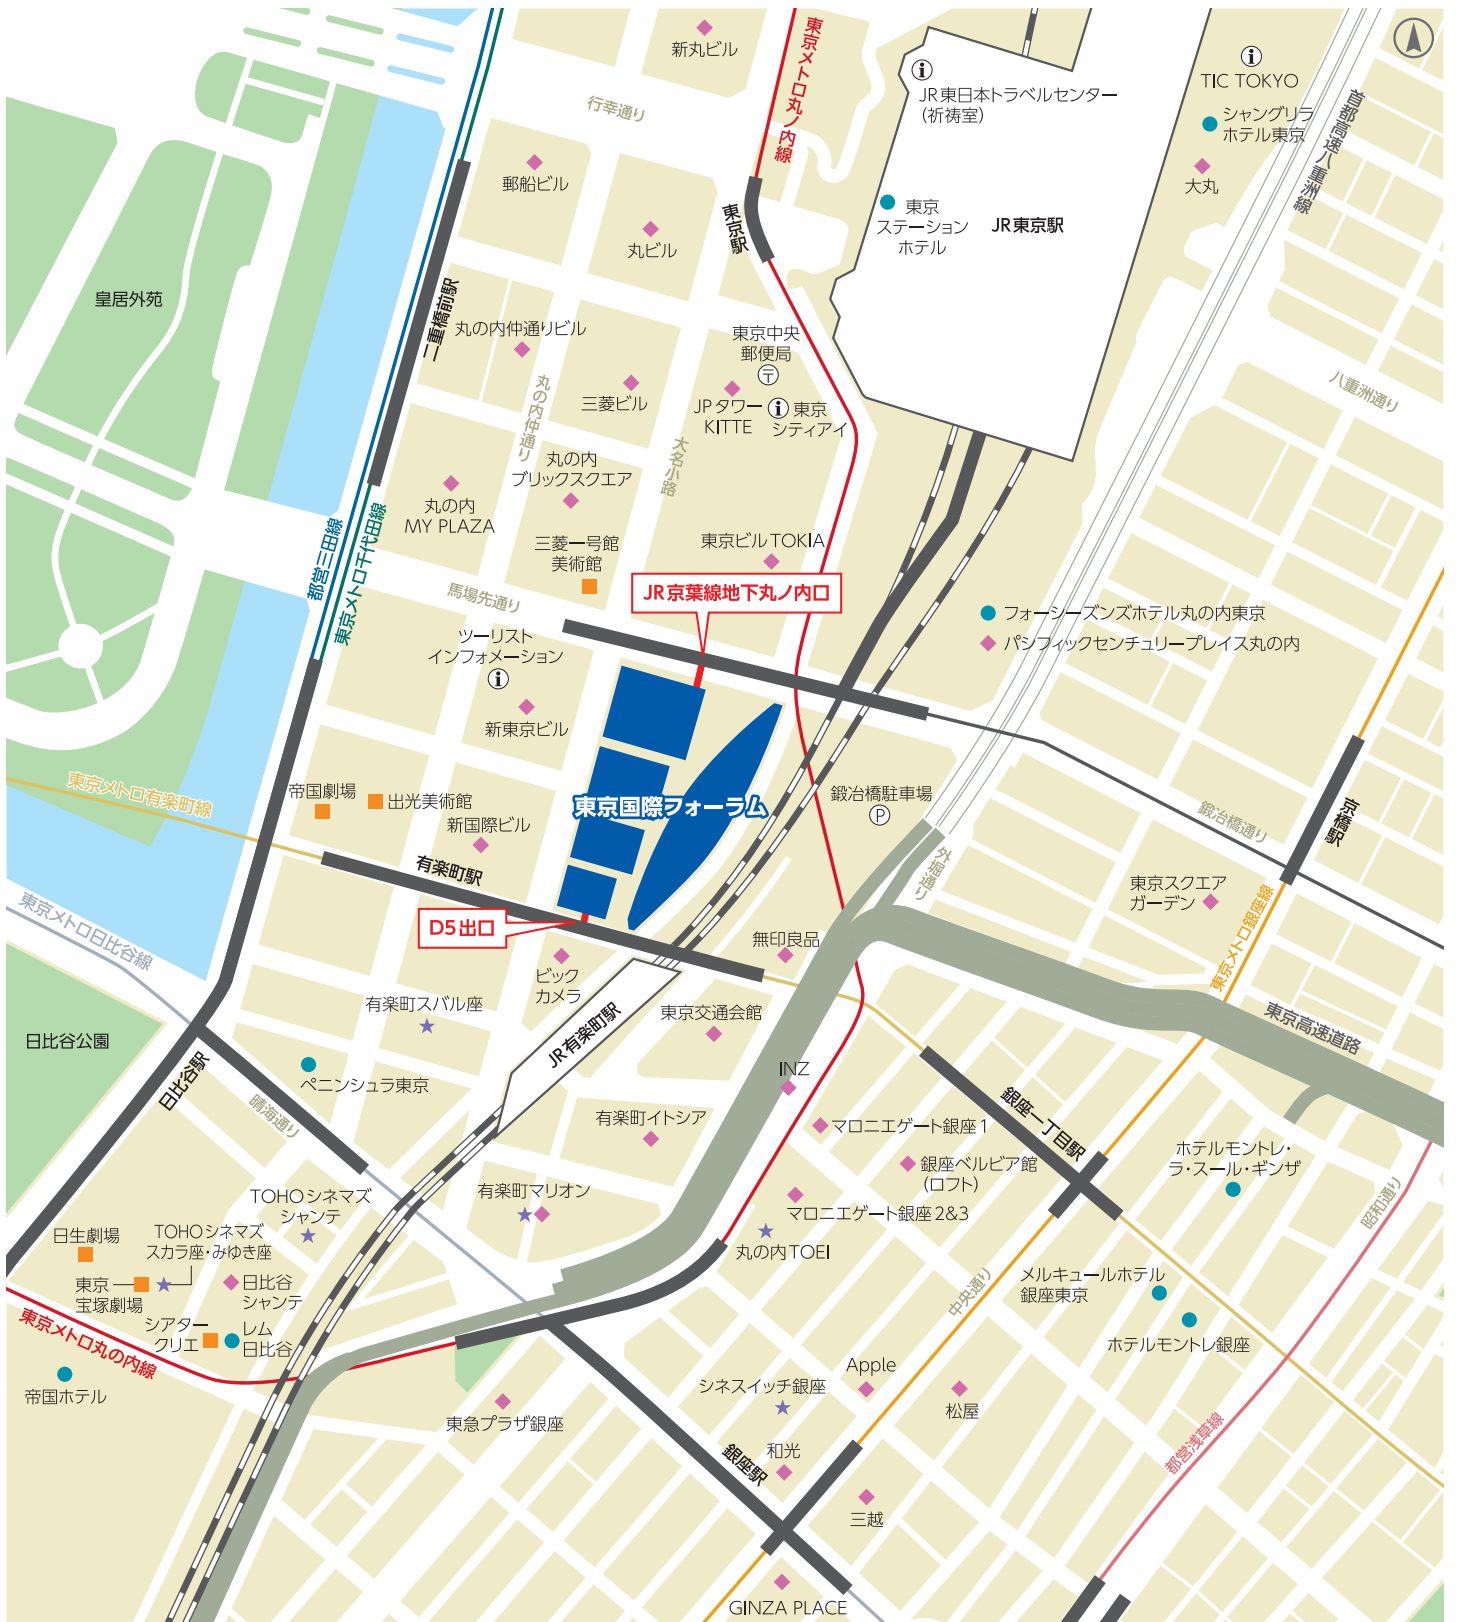 新丸ビル
東京メトロ丸ノ内線
行幸通り
JR東日本トラベルセンター
（祈祷室）
TIC TOKYO
シャングリラ
ホテル東京
首都高速八重洲線
大丸
郵船ビル
丸ビル
東京駅
東京
ステーション
ホテル
JR東京駅
皇居外苑
二重橋前駅
丸の内仲通りビル
東京中央
郵便局
〒
三菱ビル
丸の内仲通り
JPタワー
KITTE
東京
シティアイ
八重洲通り
大名小路
丸の内
ブリックスクエア
丸の内
MY PLAZA
三菱一号館
美術館
東京ビル TOKIA
都営三田線
東京メトロ千代田線
馬場先通り
JR京葉線地下丸ノ内口
フォーシーズンズホテル丸の内東京
パシフィックセンチュリープレイス丸の内
ツーリスト
インフォメーション
新東京ビル
東京メトロ有楽町線
帝国劇場
出光美術館
新国際ビル
東京国際フォーラム
鍛冶橋駐車場
P
鍛冶橋通り
京橋駅
外堀通り
有楽町駅
D5出口
東京スクエア
ガーデン
東京メトロ銀座線
東京メトロ日比谷線
無印良品
ビック
カメラ
有楽町スバル座
東京交通会館
JR有楽町駅
東京高速道路
日比谷公園
日比谷駅
ペニンシュラ東京
晴海通り
INZ
有楽町イトシア
マロニエゲート銀座1
銀座一丁目駅
銀座ベルビア館
（ロフト）
ホテルモントレ・
ラ・スール・ギンザ
昭和通り
TOHOシネマズ
シャンテ
有楽町マリオン
マロニエゲート銀座2&3
丸の内TOEI
日生劇場
TOHOシネマズ
スカラ座・みゆき座
東京
宝塚劇場
日比谷
シャンテ
シアター
クリエ
レム
日比谷
東京メトロ丸の内線
帝国ホテル
中央通り
メルキュールホテル
銀座東京
ホテルモントレ銀座
Apple
シネスイッチ銀座
松屋
東急プラザ銀座
都営浅草線
銀座駅
和光
三越
GINZA PLACE